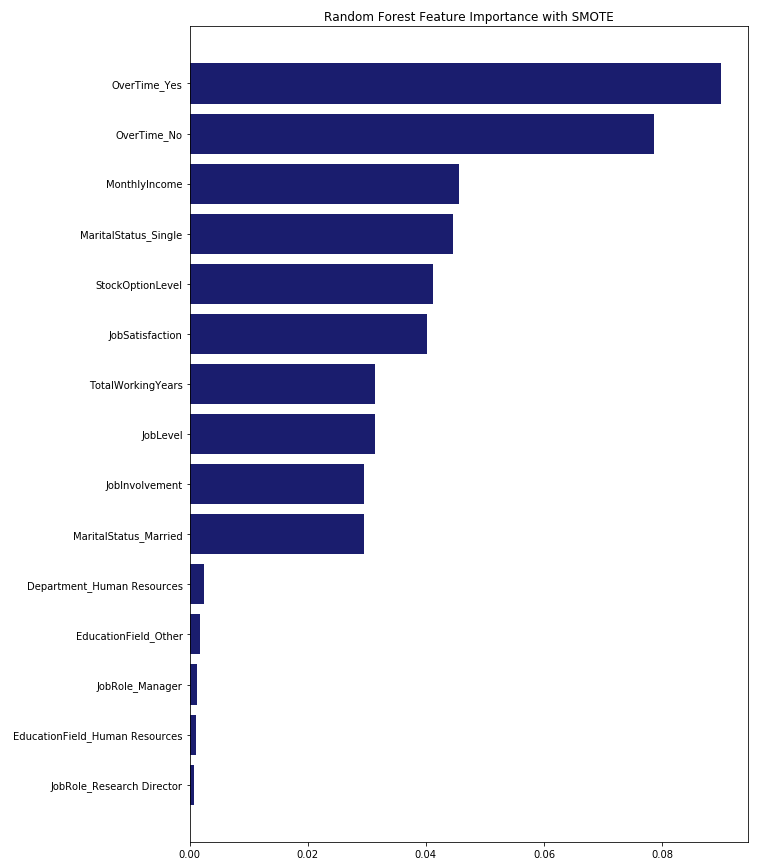 Random Forest Feature Importance with SMOTE
OverTime_Yes
OverTime_No
MonthlyIncome
MaritalStatus_Single
StockOptionLevel
JobSatisfaction
TotalWorkingYears
JobLevel
JobInvolvement
MaritalStatus_Married
Department_Human Resources
EducationField_Other
JobRole_Manager
EducationField_Human Resources
JobRole_Research Director
0.00 0.02 0.04 0.06 0.08